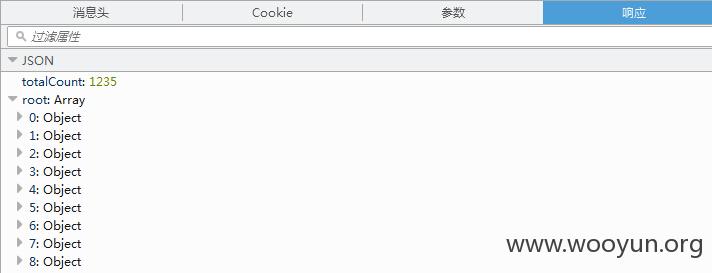 消息头 Cookie 参数 响应
过滤属性
JSON
totalCount: 1235
root: Array
0: Object
1: Object
2: Object
3: Object
4: Object
5: Object
6: Object
7: Object
8: Object
www.wooyun.org